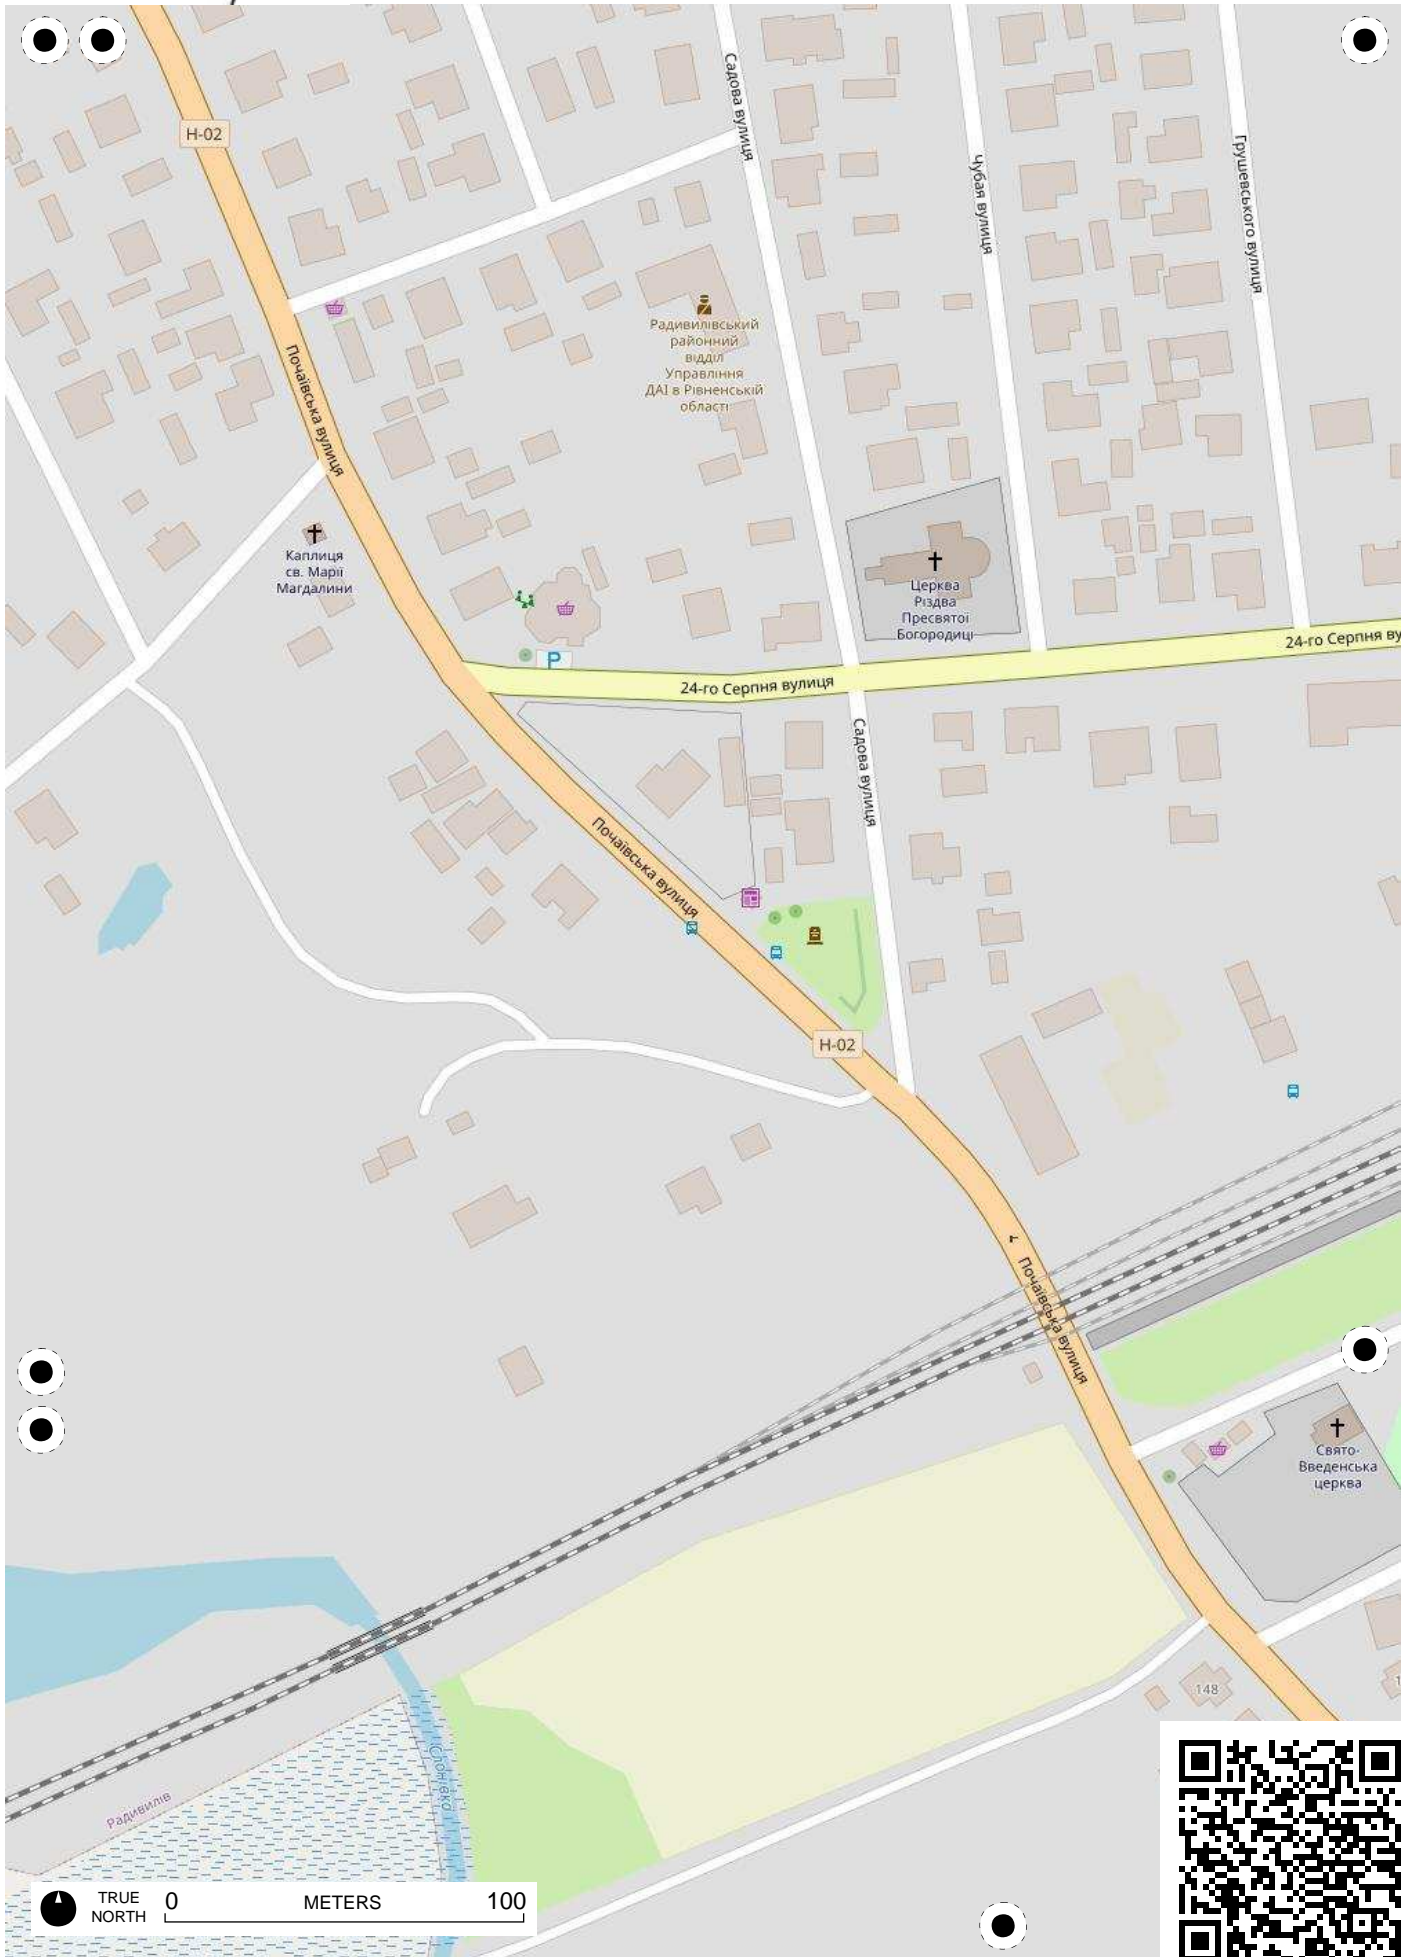 Садова вулиця
Н-02
Чубая вулиця
Грушевського вулиця
Почаївська вулиця
Радивилівський
районний
відділ
Управління
ДАІ в Рівненській
області
Каплиця
св. Марії
Магдалини
Церква
Різдва
Пресвятої
Богородиці
P
24-го Серпня ву
24-го Серпня вулиця
Садова вулиця
Почаївська вулиця
Н-02
Почаївська вулиця
Свято-
Введенська
церква
148
Слонівка
Радивилів
TRUE
NORTH
0 METERS 100